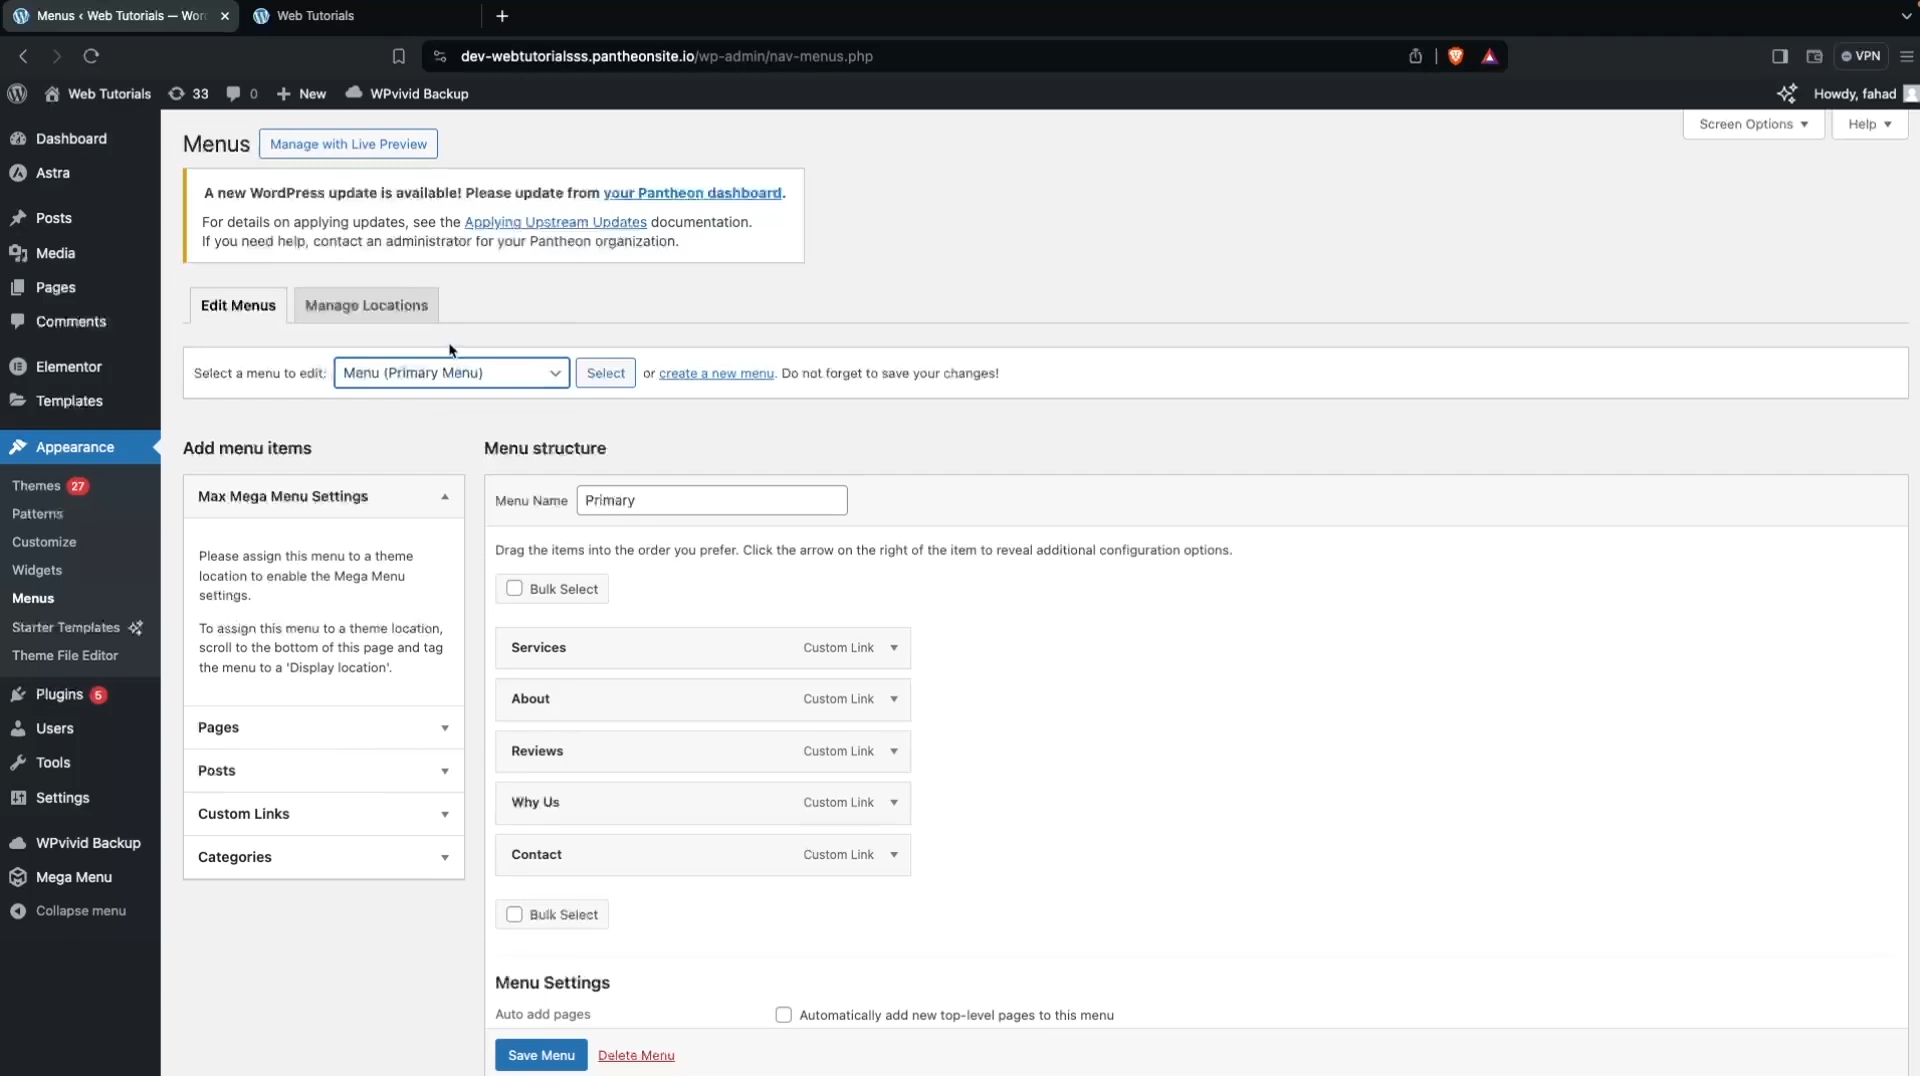 Menus ‹ Web Tutorials — Wor
Web Tutorials
dev-webtutorialsss.pantheonsite.io/wp-admin/nav-menus.php
VPN
Web Tutorials
33
0
New
WPvivid Backup
Howdy, fahad
Dashboard
Astra
Posts
Media
Pages
Comments
Elementor
Templates
Appearance
Themes 27
Patterns
Customize
Widgets
Menus
Starter Templates
Theme File Editor
Plugins 5
Users
Tools
Settings
WPvivid Backup
Mega Menu
Collapse menu
Screen Options
Help
Menus
Manage with Live Preview
A new WordPress update is available! Please update from your Pantheon dashboard.
For details on applying updates, see the Applying Upstream Updates documentation.
If you need help, contact an administrator for your Pantheon organization.
Edit Menus
Manage Locations
Select a menu to edit: Menu (Primary Menu) Select or create a new menu. Do not forget to save your changes!
Add menu items
Max Mega Menu Settings
Please assign this menu to a theme
location to enable the Mega Menu
settings.
To assign this menu to a theme location,
scroll to the bottom of this page and tag
the menu to a 'Display location'.
Pages
Posts
Custom Links
Categories
Menu structure
Menu Name Primary
Drag the items into the order you prefer. Click the arrow on the right of the item to reveal additional configuration options.
Bulk Select
Services Custom Link
About Custom Link
Reviews Custom Link
Why Us Custom Link
Contact Custom Link
Bulk Select
Menu Settings
Auto add pages Automatically add new top-level pages to this menu
Save Menu Delete Menu